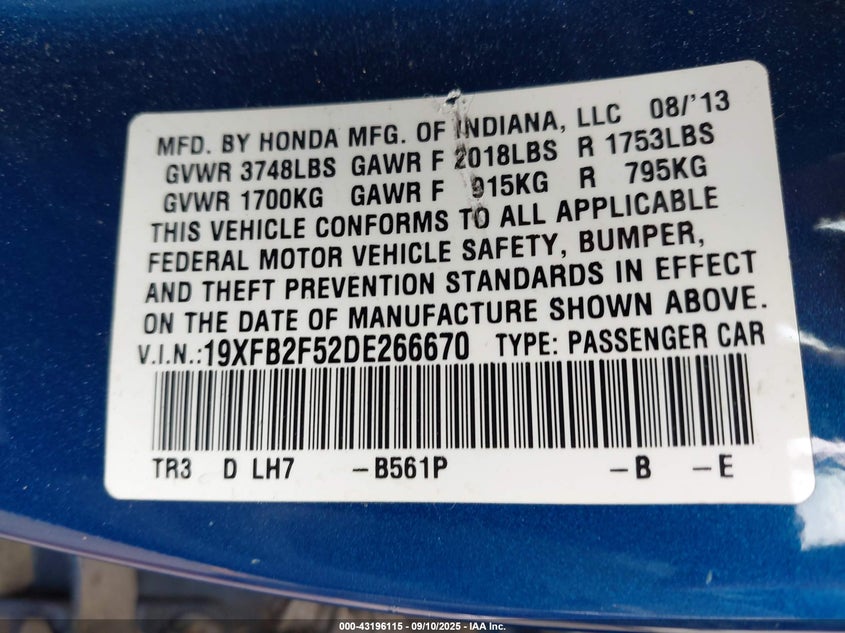 MFD. BY HONDA MFG. OF INDIANA, LLC 08/'13
GVWR 3748LBS GAWR F 2018LBS R 1753LBS
GVWR 1700KG GAWR F 915KG R 795KG
THIS VEHICLE CONFORMS TO ALL APPLICABLE
FEDERAL MOTOR VEHICLE SAFETY, BUMPER,
AND THEFT PREVENTION STANDARDS IN EFFECT
ON THE DATE OF MANUFACTURE SHOWN ABOVE.
V.I.N.:19XFB2F52DE266670 TYPE: PASSENGER CAR
TR3 D LH7 -B561P -B -E
000-43196115 - 09/10/2025 - IAA Inc.